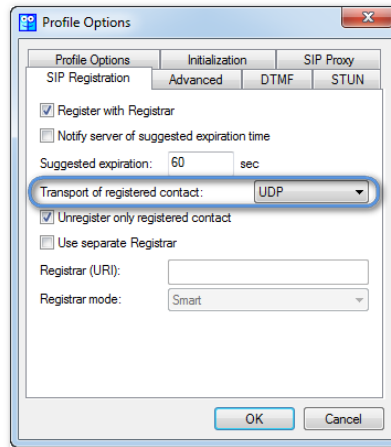 Profile Options
Profile Options Initialization SIP Proxy
SIP Registration Advanced DTMF STUN
Register with Registrar
Notify server of suggested expiration time
Suggested expiration: 60 sec
Transport of registered contact: UDP
Unregister only registered contact
Use separate Registrar
Registrar (URI):
Registrar mode: Smart
OK Cancel